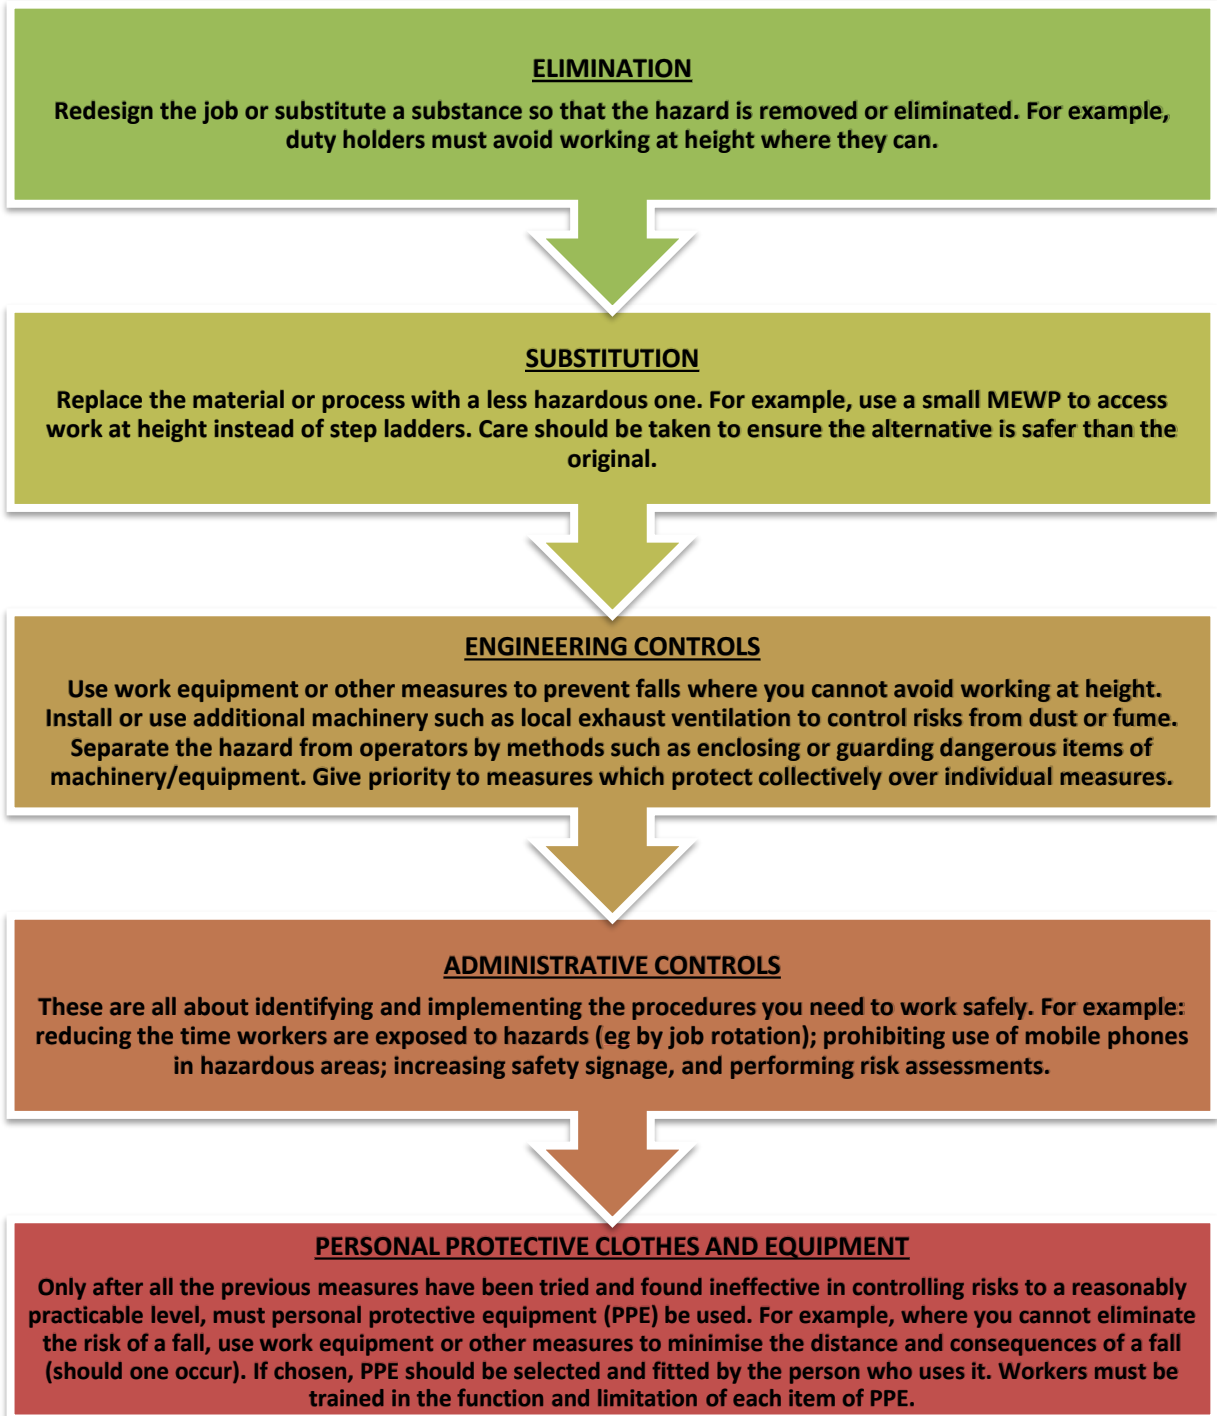 ELIMINATION
Redesign the job or substitute a substance so that the hazard is removed or eliminated. For example,
duty holders must avoid working at height where they can.
SUBSTITUTION
Replace the material or process with a less hazardous one. For example, use a small MEWP to access
work at height instead of step ladders. Care should be taken to ensure the alternative is safer than the
original.
ENGINEERING CONTROLS
Use work equipment or other measures to prevent falls where you cannot avoid working at height.
Install or use additional machinery such as local exhaust ventilation to control risks from dust or fume.
Separate the hazard from operators by methods such as enclosing or guarding dangerous items of
machinery/equipment. Give priority to measures which protect collectively over individual measures.
ADMINISTRATIVE CONTROLS
These are all about identifying and implementing the procedures you need to work safely. For example:
reducing the time workers are exposed to hazards (eg by job rotation); prohibiting use of mobile phones
in hazardous areas; increasing safety signage, and performing risk assessments.
PERSONAL PROTECTIVE CLOTHES AND EQUIPMENT
Only after all the previous measures have been tried and found ineffective in controlling risks to a reasonably
practicable level, must personal protective equipment (PPE) be used. For example, where you cannot eliminate
the risk of a fall, use work equipment or other measures to minimise the distance and consequences of a fall
(should one occur). If chosen, PPE should be selected and fitted by the person who uses it. Workers must be
trained in the function and limitation of each item of PPE.